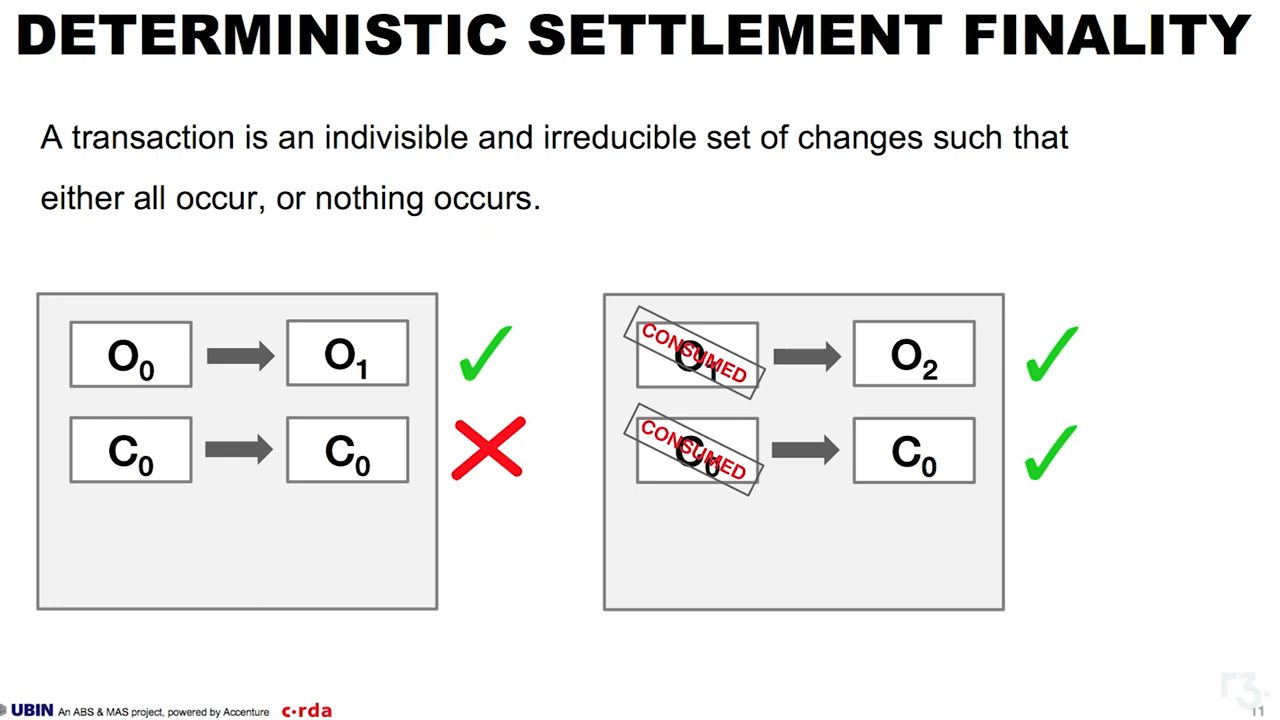 DETERMINISTIC SETTLEMENT FINALITY
A transaction is an indivisible and irreducible set of changes such that
either all occur, or nothing occurs.
O0 O1
C0 C0
CONSUMED O1 O2
CONSUMED C0 C0
UBIN An ABS & MAS project, powered by Accenture c·rda
r3.
11